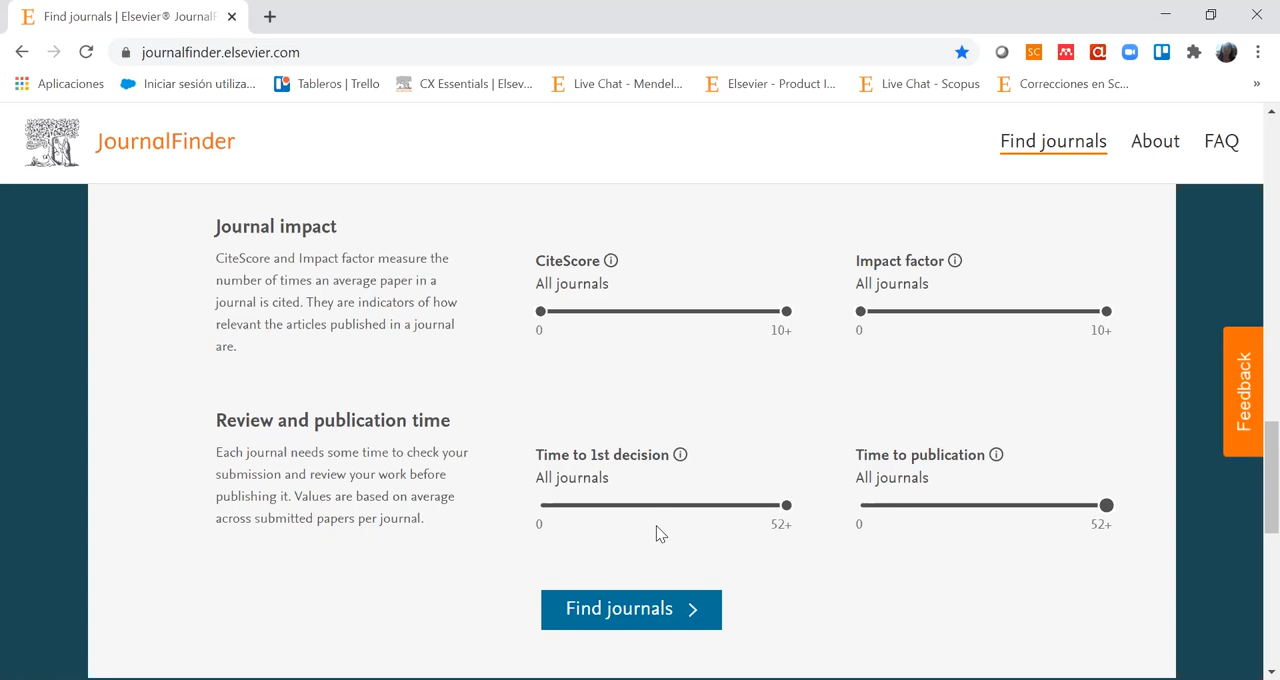 Find journals | Elsevier® Journal
journalfinder.elsevier.com
SC
Aplicaciones
Iniciar sesión utiliza...
Tableros | Trello
CX Essentials | Elsev...
Live Chat - Mendel...
Elsevier - Product I...
Live Chat - Scopus
Correcciones en Sc...
»
JournalFinder
Find journals
About
FAQ
Journal impact
CiteScore and Impact factor measure the
number of times an average paper in a
journal is cited. They are indicators of how
relevant the articles published in a journal
are.
CiteScore
All journals
0
10+
Impact factor
All journals
0
10+
Review and publication time
Each journal needs some time to check your
submission and review your work before
publishing it. Values are based on average
across submitted papers per journal.
Time to 1st decision
All journals
0
52+
Time to publication
All journals
0
52+
Find journals
Feedback